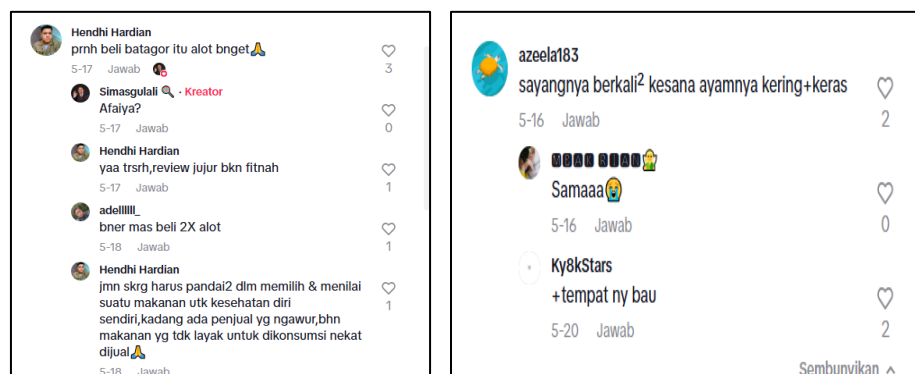 Hendhi Hardian
prnh beli batagor itu alot bnget🙏
5-17 Jawab
3
Simasgulali 🔍 · Kreator
Afaiya?
5-17 Jawab
0
Hendhi Hardian
yaa trsrh,review jujur bkn fitnah
5-17 Jawab
1
adellllll_
bner mas beli 2X alot
5-18 Jawab
1
Hendhi Hardian
jmn skrg harus pandai2 dlm memilih & menilai
suatu makanan utk kesehatan diri
sendiri,kadang ada penjual yg ngawur,bhn
makanan yg tdk layak untuk dikonsumsi nekat
dijual🙏
1
5-18 Jawab
azeela183
sayangnya berkali² kesana ayamnya kering+keras
5-16 Jawab
2
Samaaa😭
5-16 Jawab
0
Ky8kStars
+tempat ny bau
5-20 Jawab
2
Sembunyikan